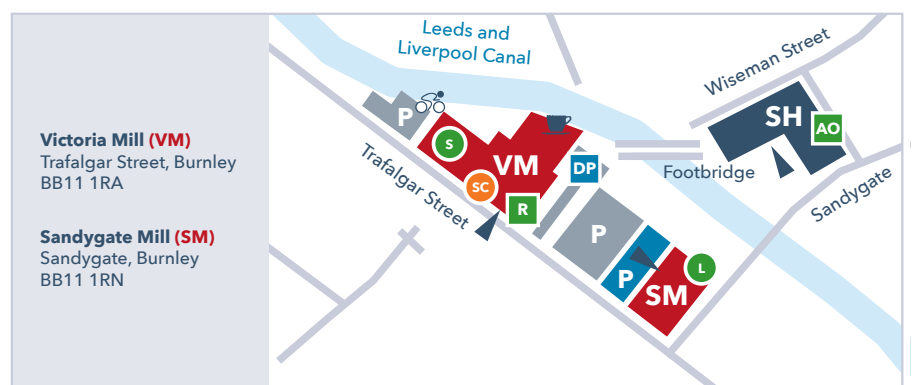 Victoria Mill (VM)
Trafalgar Street, Burnley
BB11 1RA
Sandygate Mill (SM)
Sandygate, Burnley
BB11 1RN
Leeds and
Liverpool Canal
Wiseman Street
P
SH
AO
S
VM
DP
SC
Trafalgar Street
R
Footbridge
Sandygate
P
P
L
SM